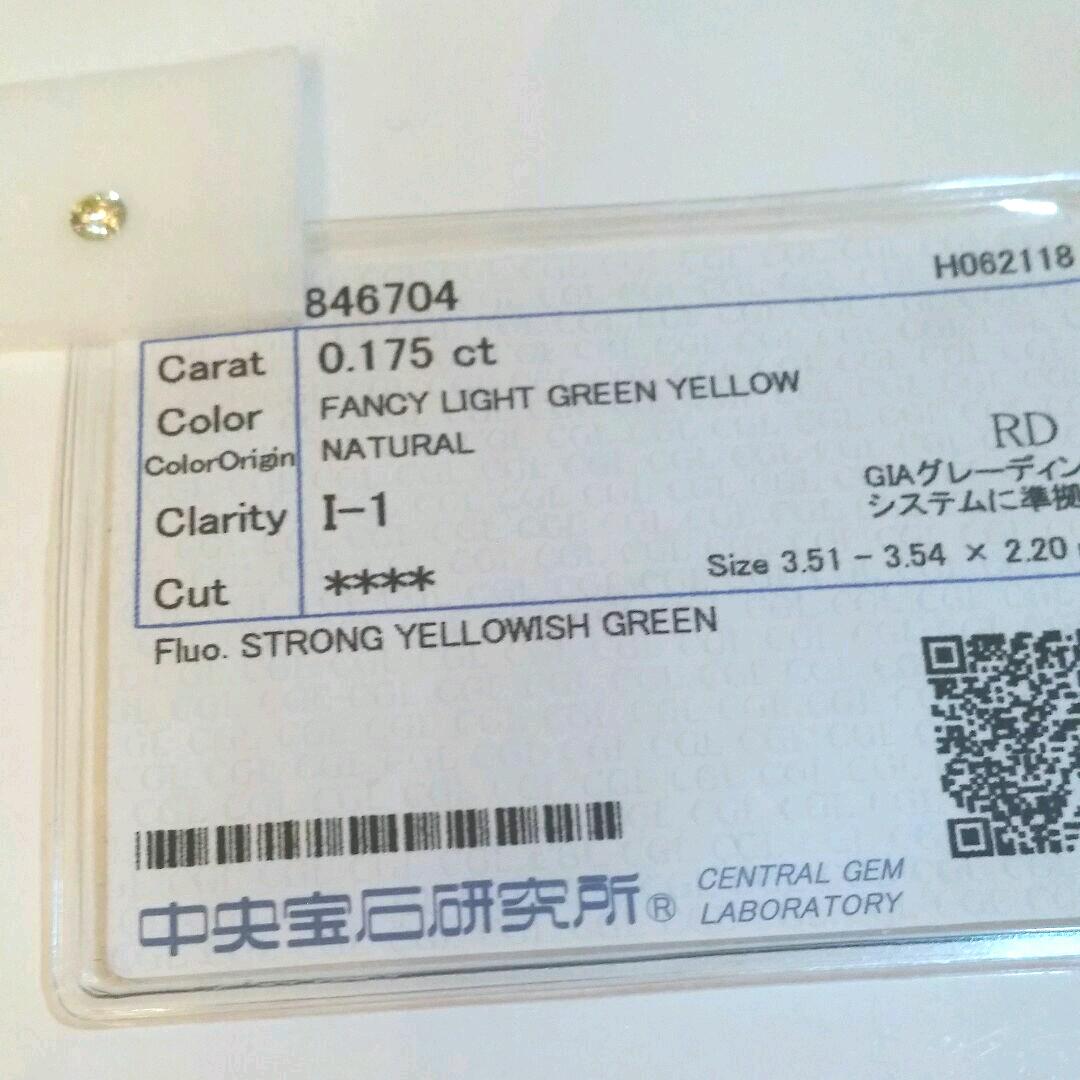 846704
H062118
Carat 0.175 ct
Color FANCY LIGHT GREEN YELLOW
ColorOrigin NATURAL
RD
GIAグレーディン
システムに準拠
Clarity I-1
Size 3.51 - 3.54 × 2.20
Cut ****
Fluo. STRONG YELLOWISH GREEN
中央宝石研究所®
CENTRAL GEM
LABORATORY